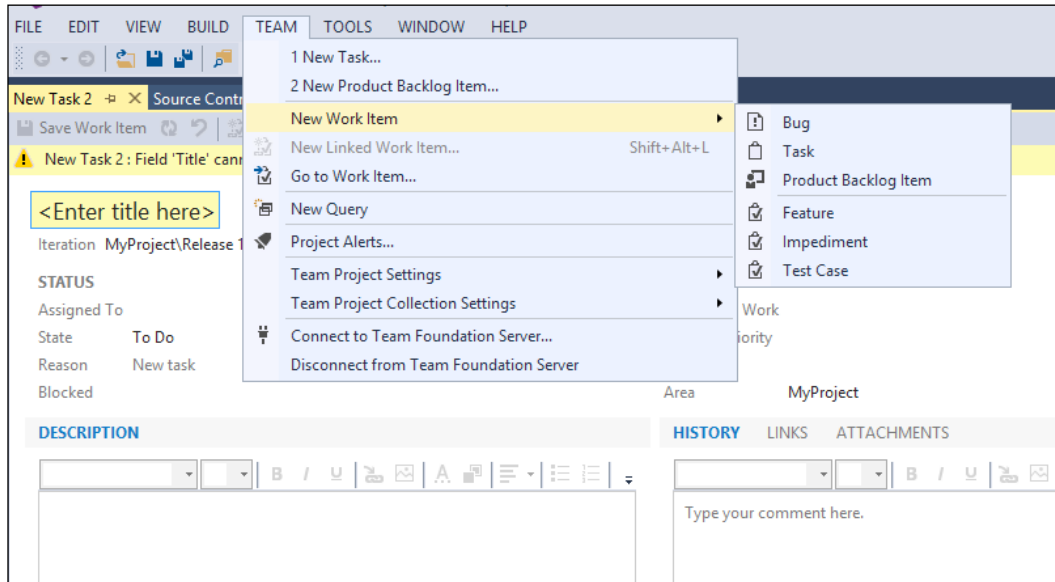 FILE EDIT VIEW BUILD TEAM TOOLS WINDOW HELP
1 New Task...
2 New Product Backlog Item...
New Task 2 Source Contr
New Work Item
Bug
Save Work Item
New Linked Work Item... Shift+Alt+L
Task
New Task 2 : Field 'Title' can
Go to Work Item...
Product Backlog Item
<Enter title here>
New Query
Feature
Iteration MyProject\Release 1
Project Alerts...
Impediment
STATUS
Team Project Settings
Test Case
Assigned To
Team Project Collection Settings
Work
State To Do
Connect to Team Foundation Server...
iority
Reason New task
Disconnect from Team Foundation Server
Blocked
Area MyProject
DESCRIPTION
HISTORY LINKS ATTACHMENTS
B I U A
B I U
Type your comment here.